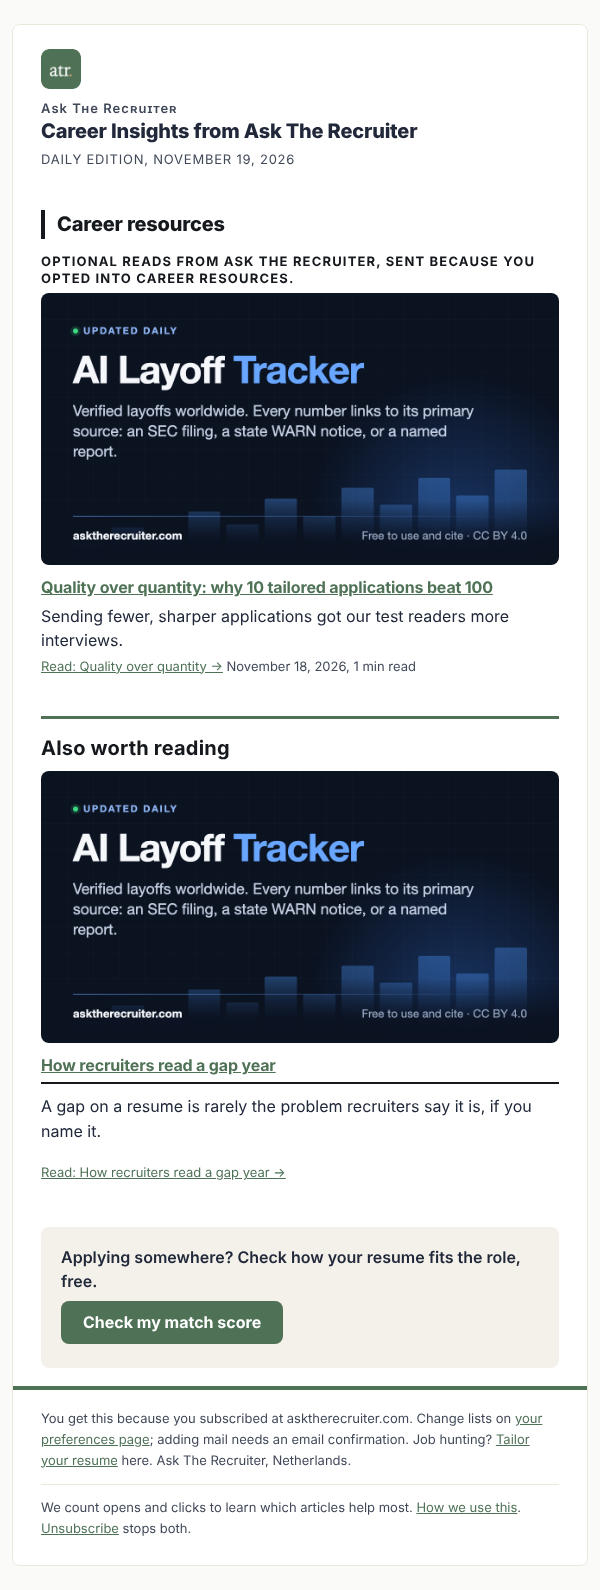 atr.
Ask The Recruiter
Career Insights from Ask The Recruiter
DAILY EDITION, NOVEMBER 19, 2026
Career resources
OPTIONAL READS FROM ASK THE RECRUITER, SENT BECAUSE YOU
OPTED INTO CAREER RESOURCES.
UPDATED DAILY
AI Layoff Tracker
Verified layoffs worldwide. Every number links to its primary
source: an SEC filing, a state WARN notice, or a named
report.
asktherecruiter.com Free to use and cite · CC BY 4.0
Quality over quantity: why 10 tailored applications beat 100
Sending fewer, sharper applications got our test readers more
interviews.
Read: Quality over quantity → November 18, 2026, 1 min read
Also worth reading
UPDATED DAILY
AI Layoff Tracker
Verified layoffs worldwide. Every number links to its primary
source: an SEC filing, a state WARN notice, or a named
report.
asktherecruiter.com Free to use and cite · CC BY 4.0
How recruiters read a gap year
A gap on a resume is rarely the problem recruiters say it is, if you
name it.
Read: How recruiters read a gap year →
Applying somewhere? Check how your resume fits the role,
free.
Check my match score
You get this because you subscribed at asktherecruiter.com. Change lists on your
preferences page; adding mail needs an email confirmation. Job hunting? Tailor
your resume here. Ask The Recruiter, Netherlands.
We count opens and clicks to learn which articles help most. How we use this.
Unsubscribe stops both.